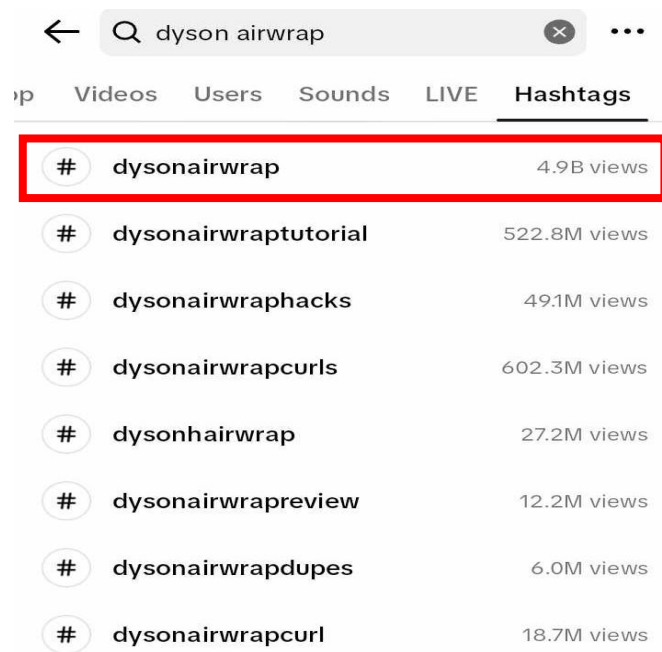 dyson airwrap
op Videos Users Sounds LIVE Hashtags
# dysonairwrap 4.9B views
# dysonairwraptutorial 522.8M views
# dysonairwraphacks 49.1M views
# dysonairwrapcurls 602.3M views
# dysonhairwrap 27.2M views
# dysonairwrapreview 12.2M views
# dysonairwrapdupes 6.0M views
# dysonairwrapcurl 18.7M views